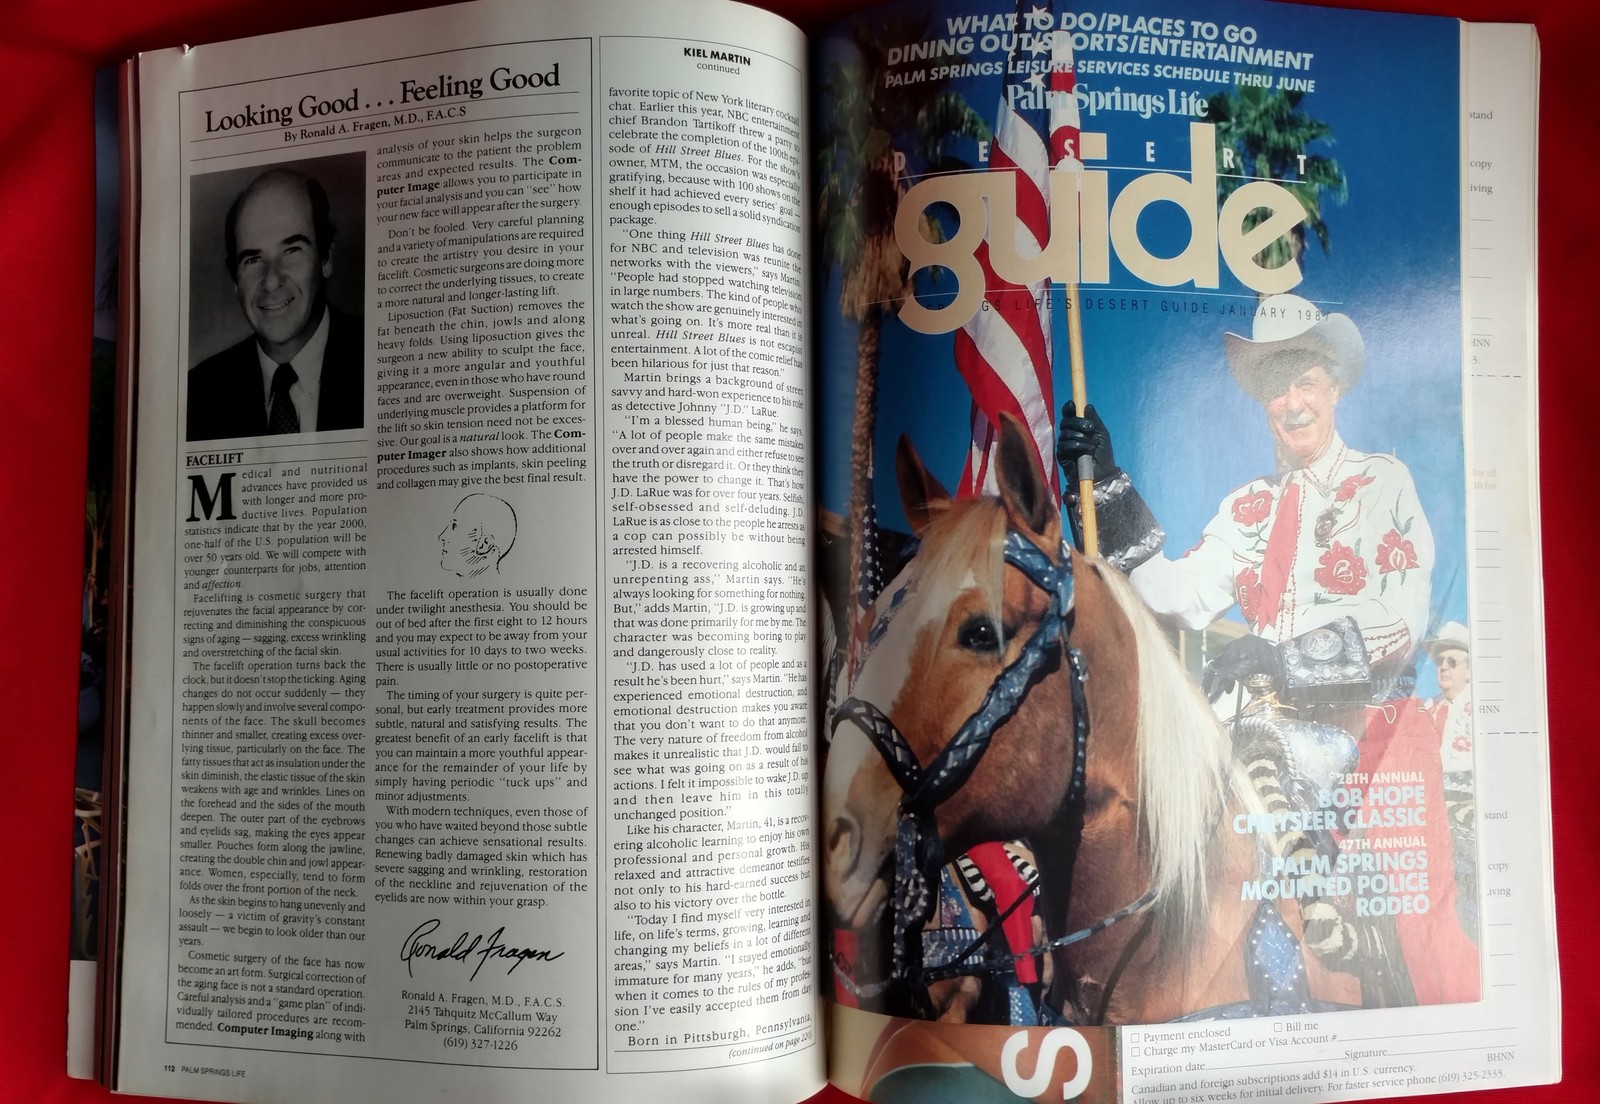 Looking Good . . . Feeling Good
By Ronald A. Fragen, M.D., F.A.C.S
FACELIFT
Medical and nutritional
advances have provided us
with longer and more pro-
ductive lives. Population
statistics indicate that by the year 2000,
one-half of the U.S. population will be
over 50 years old. We will compete with
younger counterparts for jobs, attention
and affection.
Facelifting is cosmetic surgery that
rejuvenates the facial appearance by cor-
recting and diminishing the conspicuous
signs of aging — sagging, excess wrinkling
and overstretching of the facial skin.
The facelift operation turns back the
clock, but it doesn't stop the ticking. Aging
changes do not occur suddenly — they
happen slowly and involve several compo-
nents of the face. The skull becomes
thinner and smaller, creating excess over-
lying tissue, particularly on the face. The
fatty tissues that act as insulation under the
skin diminish, the elastic tissue of the skin
weakens with age and wrinkles. Lines on
the forehead and the sides of the mouth
deepen. The outer part of the eyebrows
and eyelids sag, making the eyes appear
smaller. Pouches form along the jawline,
creating the double chin and jowl appear-
ance. Women, especially, tend to form
folds over the front portion of the neck.
As the skin begins to hang unevenly and
loosely — a victim of gravity's constant
assault — we begin to look older than our
years.
Cosmetic surgery of the face has now
become an art form. Surgical correction of
the aging face is not a standard operation.
Careful analysis and a "game plan" of indi-
vidually tailored procedures are recom-
mended. Computer Imaging along with
analysis of your skin helps the surgeon
communicate to the patient the problem
areas and expected results. The Com-
puter Image allows you to participate in
your facial analysis and you can "see" how
your new face will appear after the surgery.
Don't be fooled. Very careful planning
and a variety of manipulations are required
to create the artistry you desire in your
facelift. Cosmetic surgeons are doing more
to correct the underlying tissues, to create
a more natural and longer-lasting lift.
Liposuction (Fat Suction) removes the
fat beneath the chin, jowls and along
heavy folds. Using liposuction gives the
surgeon a new ability to sculpt the face,
giving it a more angular and youthful
appearance, even in those who have round
faces and are overweight. Suspension of
underlying muscle provides a platform for
the lift so skin tension need not be exces-
sive. Our goal is a natural look. The Com-
puter Imager also shows how additional
procedures such as implants, skin peeling
and collagen may give the best final result.
The facelift operation is usually done
under twilight anesthesia. You should be
out of bed after the first eight to 12 hours
and you may expect to be away from your
usual activities for 10 days to two weeks.
There is usually little or no postoperative
pain.
The timing of your surgery is quite per-
sonal, but early treatment provides more
subtle, natural and satisfying results. The
greatest benefit of an early facelift is that
you can maintain a more youthful appear-
ance for the remainder of your life by
simply having periodic "tuck ups" and
minor adjustments.
With modern techniques, even those of
you who have waited beyond those subtle
changes can achieve sensational results.
Renewing badly damaged skin which has
severe sagging and wrinkling, restoration
of the neckline and rejuvenation of the
eyelids are now within your grasp.
Ronald Fragen
Ronald A. Fragen, M.D., F.A.C.S.
2145 Tahquitz McCallum Way
Palm Springs, California 92262
(619) 327-1226
112 PALM SPRINGS LIFE
KIEL MARTIN
continued
favorite topic of New York literary cocktail
chat. Earlier this year, NBC entertainment
chief Brandon Tartikoff threw a party to
celebrate the completion of the 100th epi-
sode of Hill Street Blues. For the show's
owner, MTM, the occasion was especially
gratifying, because with 100 shows on the
shelf it had achieved every series' goal —
enough episodes to sell a solid syndication
package.
"One thing Hill Street Blues has done
for NBC and television was reunite the
networks with the viewers," says Martin.
"People had stopped watching television
in large numbers. The kind of people who
watch the show are genuinely interested in
what's going on. It's more real than it is
unreal. Hill Street Blues is not escapist
entertainment. A lot of the comic relief has
been hilarious for just that reason."
Martin brings a background of street
savvy and hard-won experience to his role
as detective Johnny "J.D." LaRue.
"I'm a blessed human being," he says.
"A lot of people make the same mistakes
over and over again and either refuse to see
the truth or disregard it. Or they think they
have the power to change it. That's how
J.D. LaRue was for over four years. Selfish,
self-obsessed and self-deluding. J.D.
LaRue is as close to the people he arrests as
a cop can possibly be without being
arrested himself.
"J.D. is a recovering alcoholic and an
unrepenting ass," Martin says. "He's
always looking for something for nothing.
But," adds Martin, "J.D. is growing up and
that was done primarily for me by me. The
character was becoming boring to play
and dangerously close to reality.
"J.D. has used a lot of people and as a
result he's been hurt," says Martin. "He has
experienced emotional destruction, and
emotional destruction makes you aware
that you don't want to do that anymore.
The very nature of freedom from alcohol
makes it unrealistic that J.D. would fail to
see what was going on as a result of his
actions. I felt it impossible to wake J.D. up
and then leave him in this totally
unchanged position."
Like his character, Martin, 41, is a recov-
ering alcoholic learning to enjoy his own
professional and personal growth. His
relaxed and attractive demeanor testifies
not only to his hard-earned success but
also to his victory over the bottle.
"Today I find myself very interested in
life, on life's terms, growing, learning and
changing my beliefs in a lot of different
areas," says Martin. "I stayed emotionally
immature for many years," he adds, "but
when it comes to the rules of my profes-
sion I've easily accepted them from day
one."
Born in Pittsburgh, Pennsylvania,
(continued on page 220)
WHAT TO DO/PLACES TO GO
DINING OUT/SPORTS/ENTERTAINMENT
PALM SPRINGS LEISURE SERVICES SCHEDULE THRU JUNE
Palm Springs Life
DESERT
guide
LIFE'S DESERT GUIDE JANUARY 1987
28TH ANNUAL
BOB HOPE
CHRYSLER CLASSIC
47TH ANNUAL
PALM SPRINGS
MOUNTED POLICE
RODEO
S
stand
copy
iving
HNN
3.
for all
HNN
stand
copy
iving
Payment enclosed Bill me
Charge my MasterCard or Visa Account #
Signature
Expiration date BHNN
Canadian and foreign subscriptions add $14 in U.S. currency.
Allow up to six weeks for initial delivery. For faster service phone (619) 325-2333.